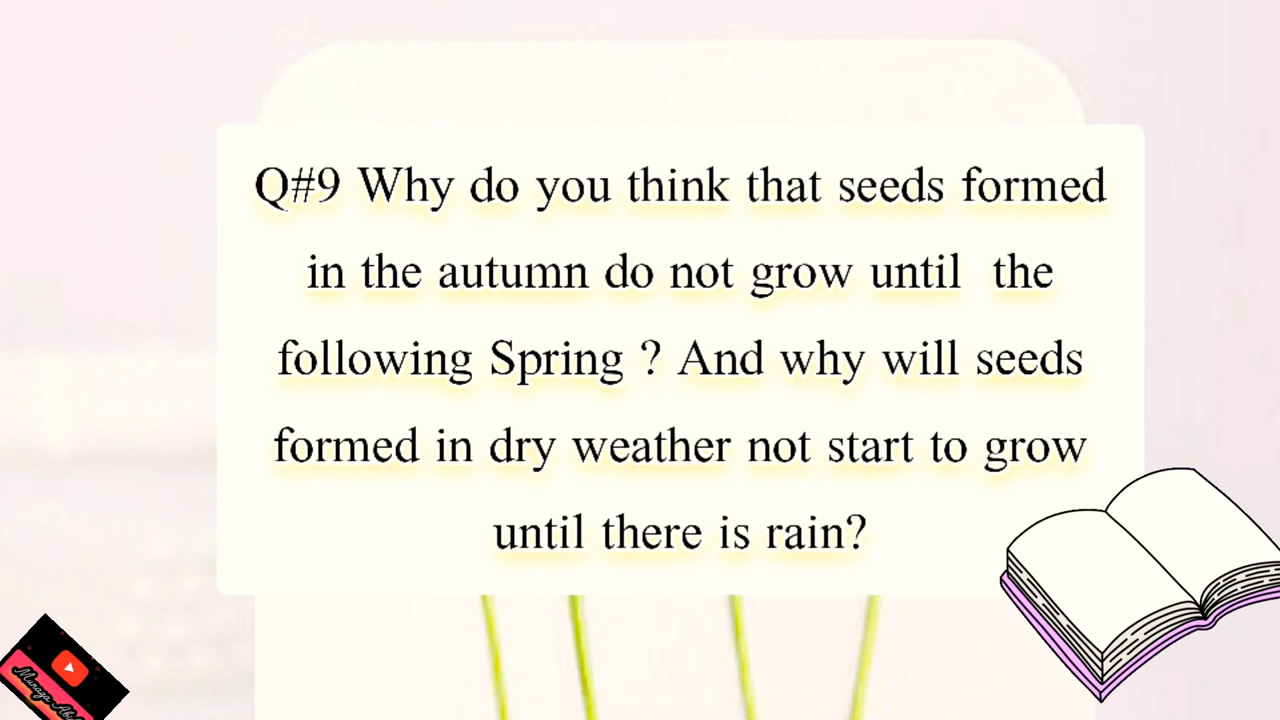 Q#9 Why do you think that seeds formed
in the autumn do not grow until the
following Spring ? And why will seeds
formed in dry weather not start to grow
until there is rain?
Munaza